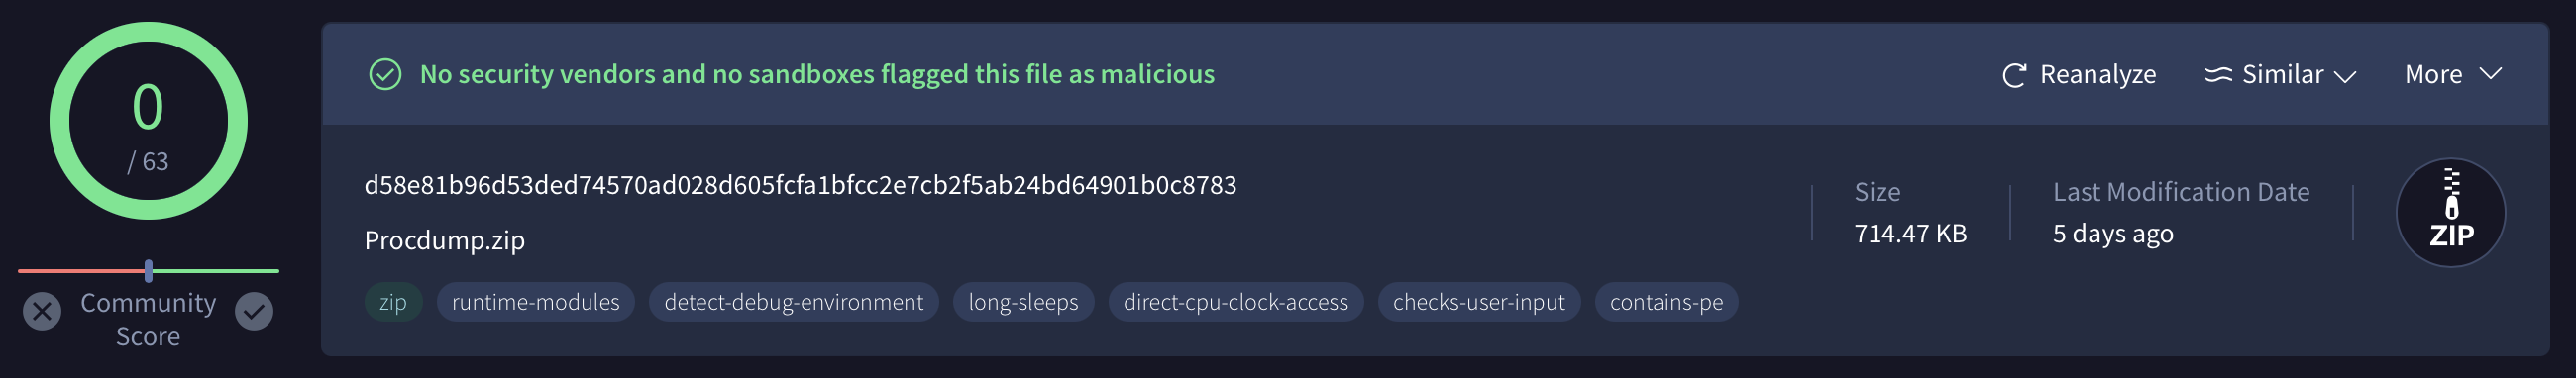 0
/ 63
Community
Score
No security vendors and no sandboxes flagged this file as malicious
Reanalyze
Similar
More
d58e81b96d53ded74570ad028d605fcfa1bfcc2e7cb2f5ab24bd64901b0c8783
Procdump.zip
zip
runtime-modules
detect-debug-environment
long-sleeps
direct-cpu-clock-access
checks-user-input
contains-pe
Size
714.47 KB
Last Modification Date
5 days ago
ZIP